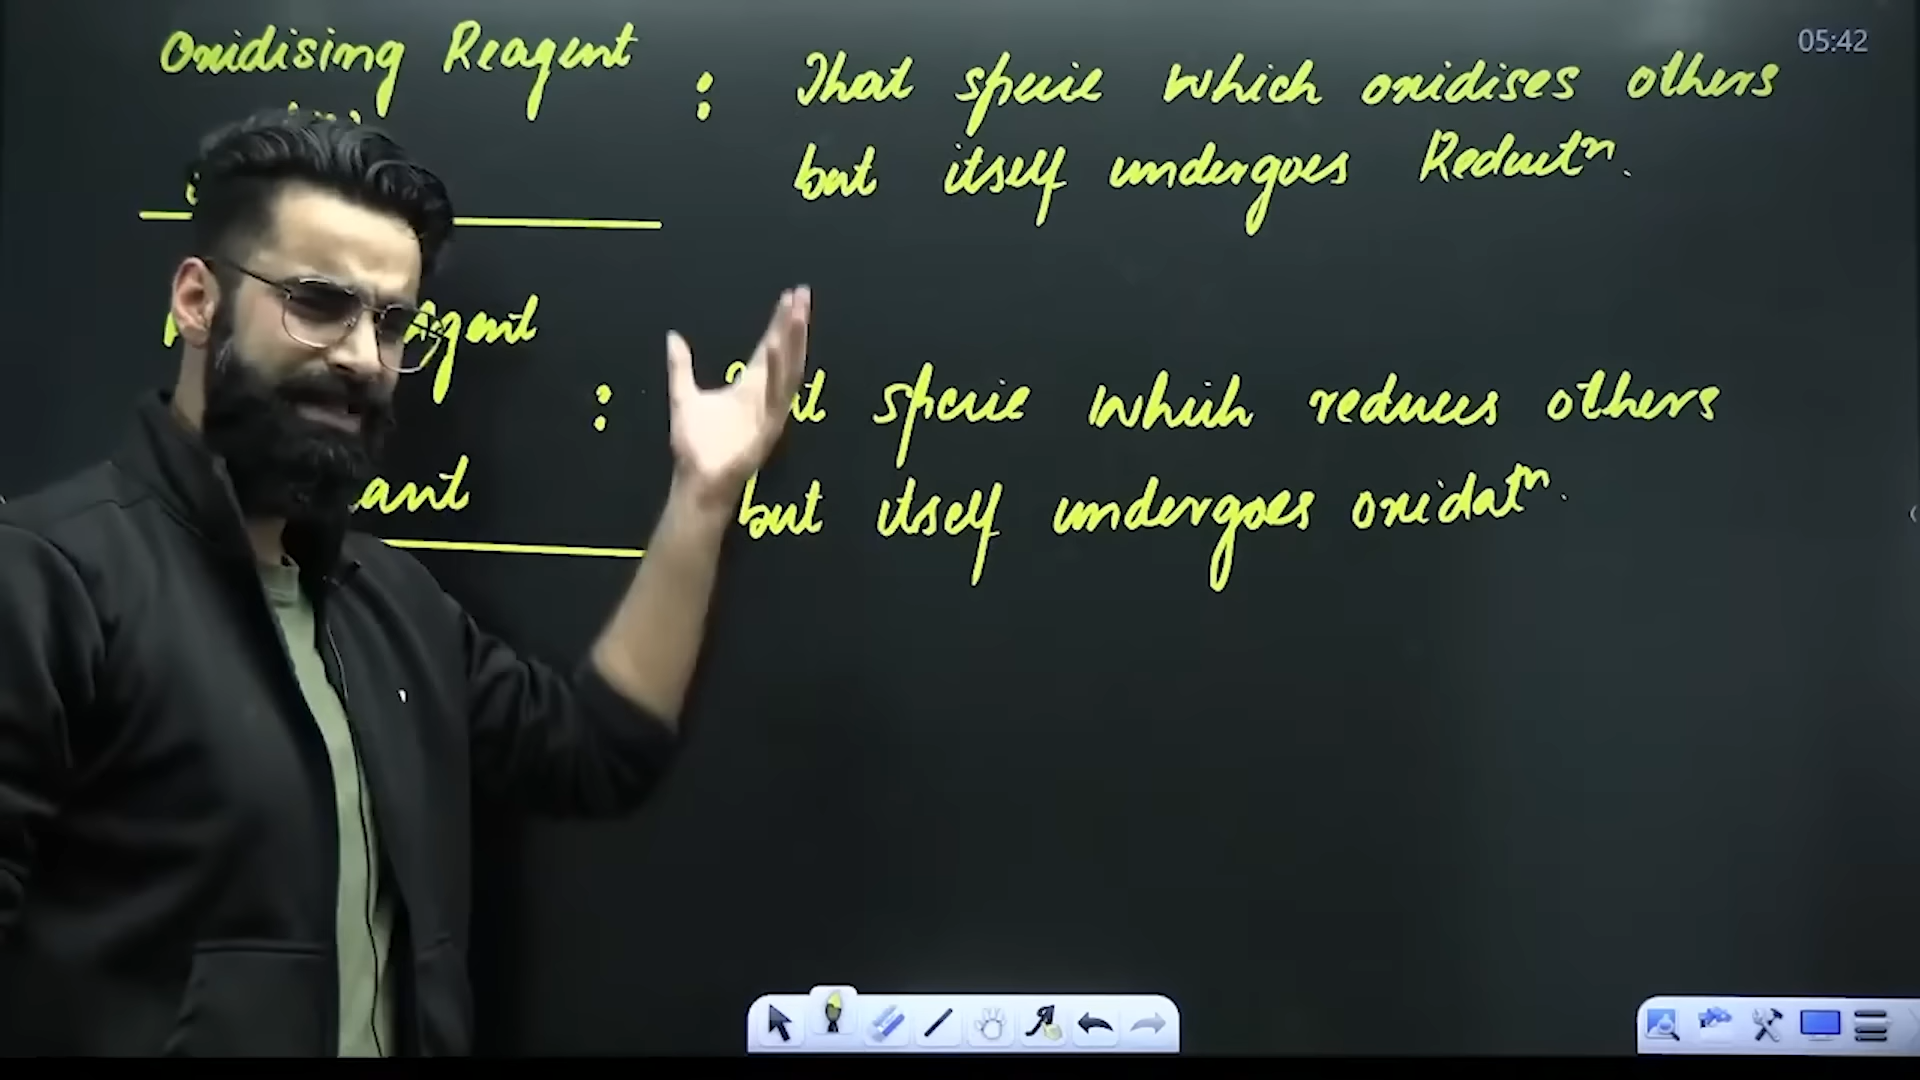 Oxidising Reagent
: That specie which oxidises others
but itself undergoes Reductn.
Agent
: specie which reduces others
but itself undergoes oxidatn.
05:42